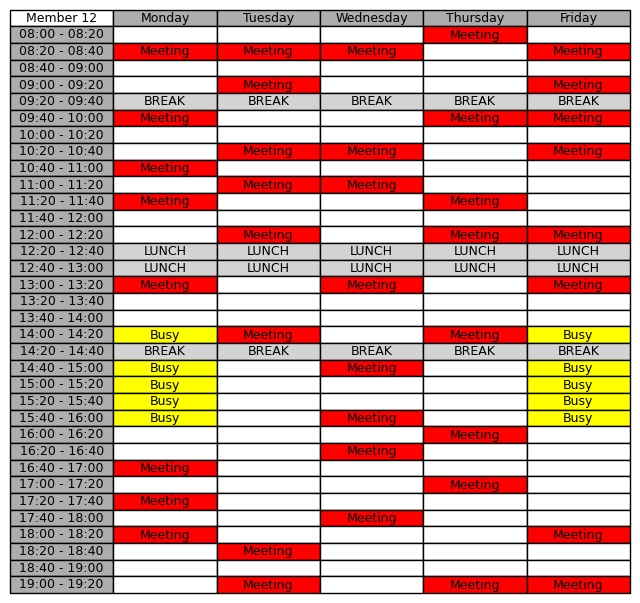 Member 12 Monday Tuesday Wednesday Thursday Friday
08:00 - 08:20 Meeting
08:20 - 08:40 Meeting Meeting Meeting Meeting
08:40 - 09:00
09:00 - 09:20 Meeting Meeting
09:20 - 09:40 BREAK BREAK BREAK BREAK BREAK
09:40 - 10:00 Meeting Meeting Meeting
10:00 - 10:20
10:20 - 10:40 Meeting Meeting Meeting
10:40 - 11:00 Meeting
11:00 - 11:20 Meeting Meeting
11:20 - 11:40 Meeting Meeting
11:40 - 12:00
12:00 - 12:20 Meeting Meeting Meeting
12:20 - 12:40 LUNCH LUNCH LUNCH LUNCH LUNCH
12:40 - 13:00 LUNCH LUNCH LUNCH LUNCH LUNCH
13:00 - 13:20 Meeting Meeting Meeting
13:20 - 13:40
13:40 - 14:00
14:00 - 14:20 Busy Meeting Meeting Busy
14:20 - 14:40 BREAK BREAK BREAK BREAK BREAK
14:40 - 15:00 Busy Meeting Busy
15:00 - 15:20 Busy Busy
15:20 - 15:40 Busy Busy
15:40 - 16:00 Busy Meeting Busy
16:00 - 16:20 Meeting
16:20 - 16:40 Meeting
16:40 - 17:00 Meeting
17:00 - 17:20 Meeting
17:20 - 17:40 Meeting
17:40 - 18:00 Meeting
18:00 - 18:20 Meeting Meeting
18:20 - 18:40 Meeting
18:40 - 19:00
19:00 - 19:20 Meeting Meeting Meeting